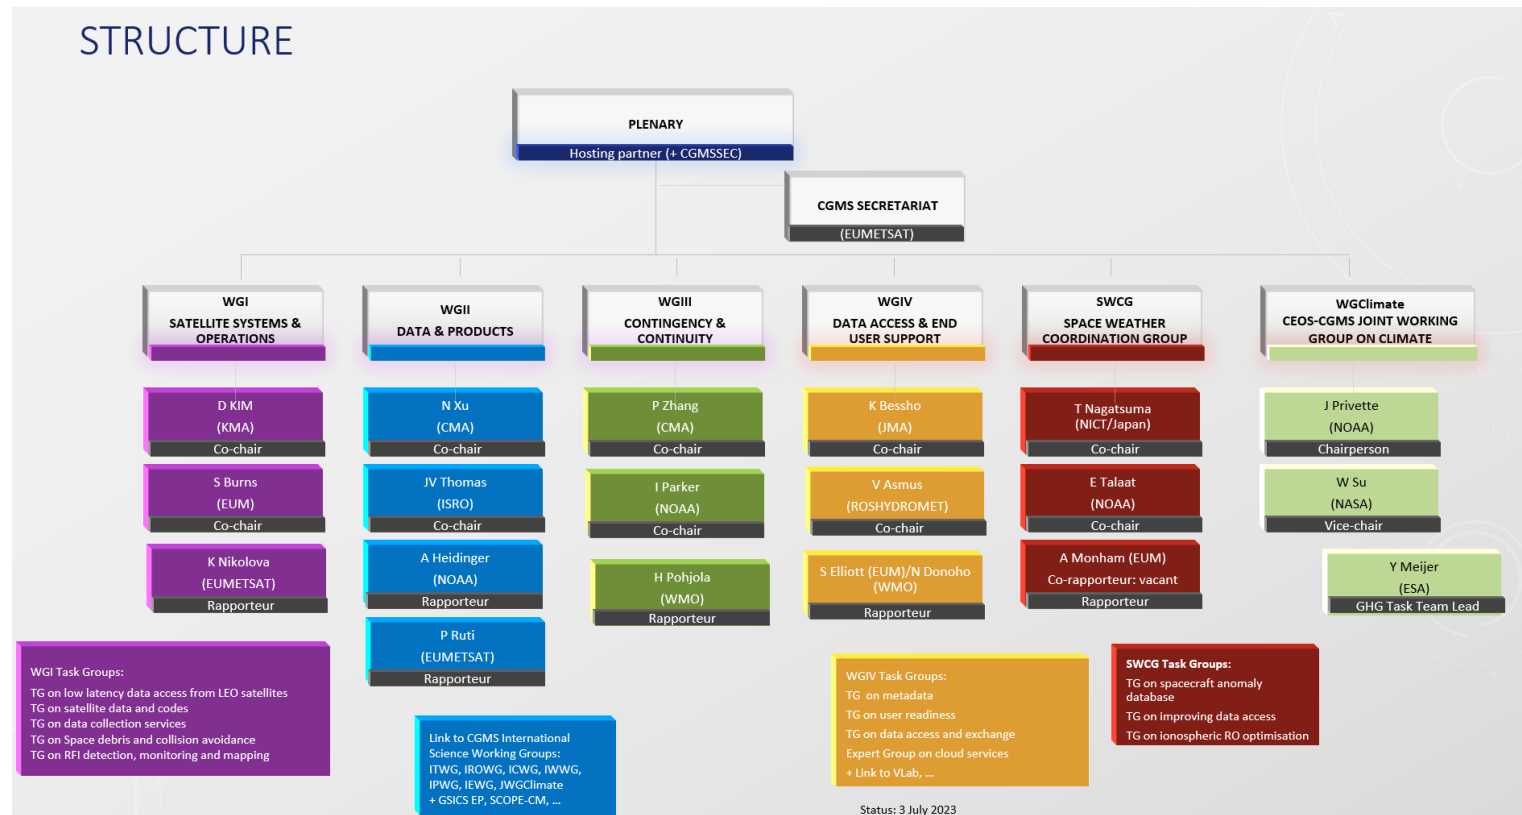 STRUCTURE
PLENARY
Hosting partner (+ CGMSSEC)
CGMS SECRETARIAT
(EUMETSAT)
WGI
SATELLITE SYSTEMS &
OPERATIONS
D KIM
(KMA)
Co-chair
S Burns
(EUM)
Co-chair
K Nikolova
(EUMETSAT)
Rapporteur
WGI Task Groups:
TG on low latency data access from LEO satellites
TG on satellite data and codes
TG on data collection services
TG on Space debris and collision avoidance
TG on RFI detection, monitoring and mapping
WGII
DATA & PRODUCTS
N Xu
(CMA)
Co-chair
JV Thomas
(ISRO)
Co-chair
A Heidinger
(NOAA)
Rapporteur
P Ruti
(EUMETSAT)
Rapporteur
Link to CGMS International
Science Working Groups:
ITWG, IROWG, ICWG, IWWG,
IPWG, IEWG, JWGClimate
+ GSICS EP, SCOPE-CM, ...
WGIII
CONTINGENCY &
CONTINUITY
P Zhang
(CMA)
Co-chair
I Parker
(NOAA)
Co-chair
H Pohjola
(WMO)
Rapporteur
WGIV
DATA ACCESS & END
USER SUPPORT
K Bessho
(JMA)
Co-chair
V Asmus
(ROSHYDROMET)
Co-chair
S Elliott (EUM)/N Donoho
(WMO)
Rapporteur
WGIV Task Groups:
TG on metadata
TG on user readiness
TG on data access and exchange
Expert Group on cloud services
+ Link to VLab, ...
SWCG
SPACE WEATHER
COORDINATION GROUP
T Nagatsuma
(NICT/Japan)
Co-chair
E Talaat
(NOAA)
Co-chair
A Monham (EUM)
Co-rapporteur: vacant
Rapporteur
SWCG Task Groups:
TG on spacecraft anomaly
database
TG on improving data access
TG on ionospheric RO optimisation
WGClimate
CEOS-CGMS JOINT WORKING
GROUP ON CLIMATE
J Privette
(NOAA)
Chairperson
W Su
(NASA)
Vice-chair
Y Meijer
(ESA)
GHG Task Team Lead
Status: 3 July 2023